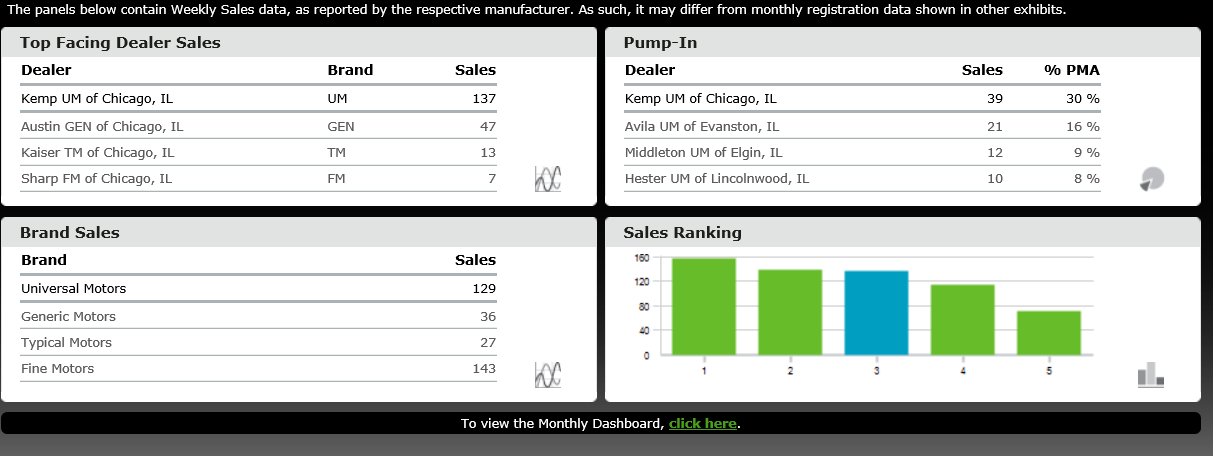 The panels below contain Weekly Sales data, as reported by the respective manufacturer. As such, it may differ from monthly registration data shown in other exhibits.
Top Facing Dealer Sales
Dealer Brand Sales
Kemp UM of Chicago, IL UM 137
Austin GEN of Chicago, IL GEN 47
Kaiser TM of Chicago, IL TM 13
Sharp FM of Chicago, IL FM 7
Pump-In
Dealer Sales % PMA
Kemp UM of Chicago, IL 39 30 %
Avila UM of Evanston, IL 21 16 %
Middleton UM of Elgin, IL 12 9 %
Hester UM of Lincolnwood, IL 10 8 %
Brand Sales
Brand Sales
Universal Motors 129
Generic Motors 36
Typical Motors 27
Fine Motors 143
Sales Ranking
160
120
80
40
0
1 2 3 4 5
To view the Monthly Dashboard, click here.